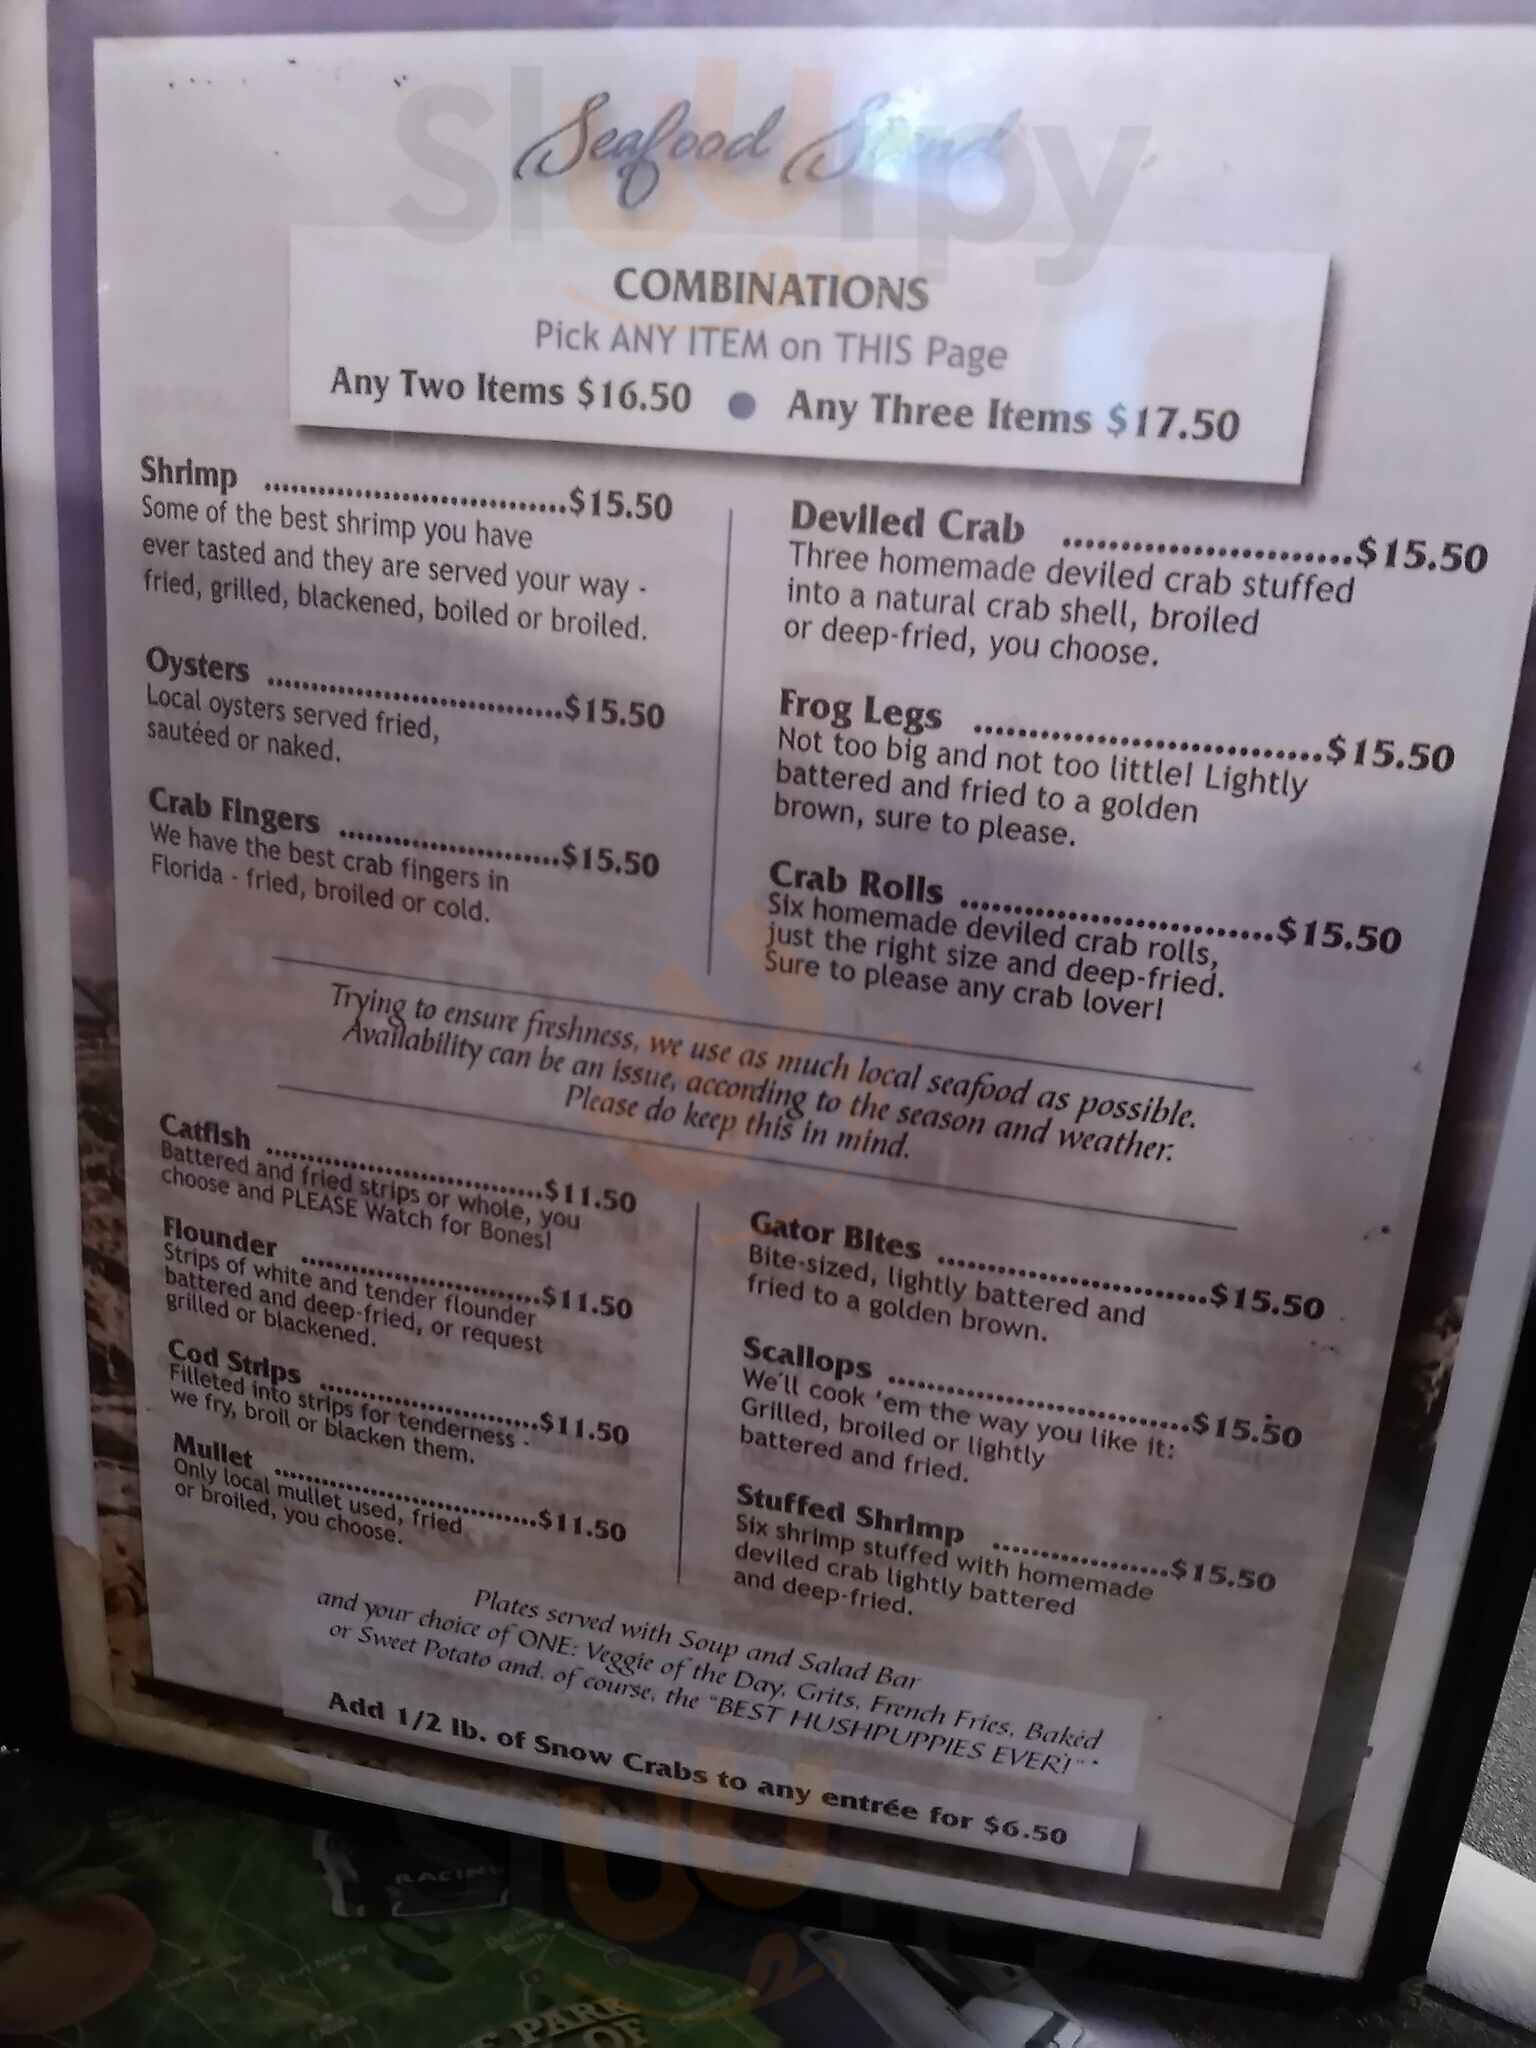 Seafood
COMBINATIONS
Pick ANY ITEM on THIS Page
Any Two Items $16.50 ● Any Three Items $17.50
Shrimp ..................................$15.50
Some of the best shrimp you have
ever tasted and they are served your way -
fried, grilled, blackened, boiled or broiled.
Oysters ..................................$15.50
Local oysters served fried,
sautéed or naked.
Crab Fingers ........................$15.50
We have the best crab fingers in
Florida - fried, broiled or cold.
Deviled Crab ..........................$15.50
Three homemade deviled crab stuffed
into a natural crab shell, broiled
or deep-fried, you choose.
Frog Legs ................................$15.50
Not too big and not too little! Lightly
battered and fried to a golden
brown, sure to please.
Crab Rolls ..............................$15.50
Six homemade deviled crab rolls,
just the right size and deep-fried.
Sure to please any crab lover!
Trying to ensure freshness, we use as much local seafood as possible.
Availability can be an issue, according to the season and weather.
Please do keep this in mind.
Catfish ..................................$11.50
Battered and fried strips or whole, you
choose and PLEASE Watch for Bones!
Flounder ..............................$11.50
Strips of white and tender flounder
battered and deep-fried, or request
grilled or blackened.
Cod Strips ..........................$11.50
Filleted into strips for tenderness -
we fry, broil or blacken them.
Mullet ................................$11.50
Only local mullet used, fried
or broiled, you choose.
Gator Bites ..........................$15.50
Bite-sized, lightly battered and
fried to a golden brown.
Scallops ................................$15.50
We'll cook 'em the way you like it:
Grilled, broiled or lightly
battered and fried.
Stuffed Shrimp ..................$15.50
Six shrimp stuffed with homemade
deviled crab lightly battered
and deep-fried.
Plates served with Soup and Salad Bar
and your choice of ONE: Veggie of the Day, Grits, French Fries, Baked
or Sweet Potato and, of course, the "BEST HUSHPUPPIES EVER!"
Add 1/2 lb. of Snow Crabs to any entrée for $6.50
RACING
PARK
OF
Sluurpy